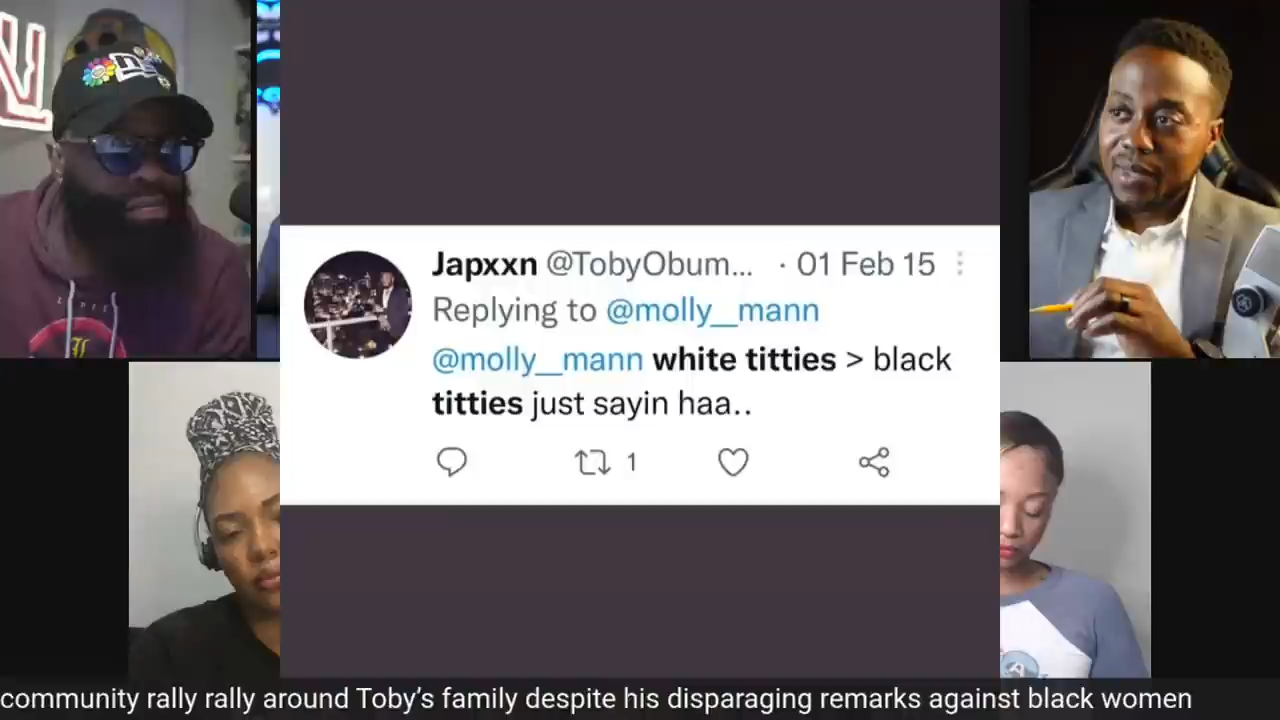 Japxxn @TobyObum... · 01 Feb 15
Replying to @molly__mann
@molly__mann white titties > black
titties just sayin haa..
1
community rally rally around Toby’s family despite his disparaging remarks against black women